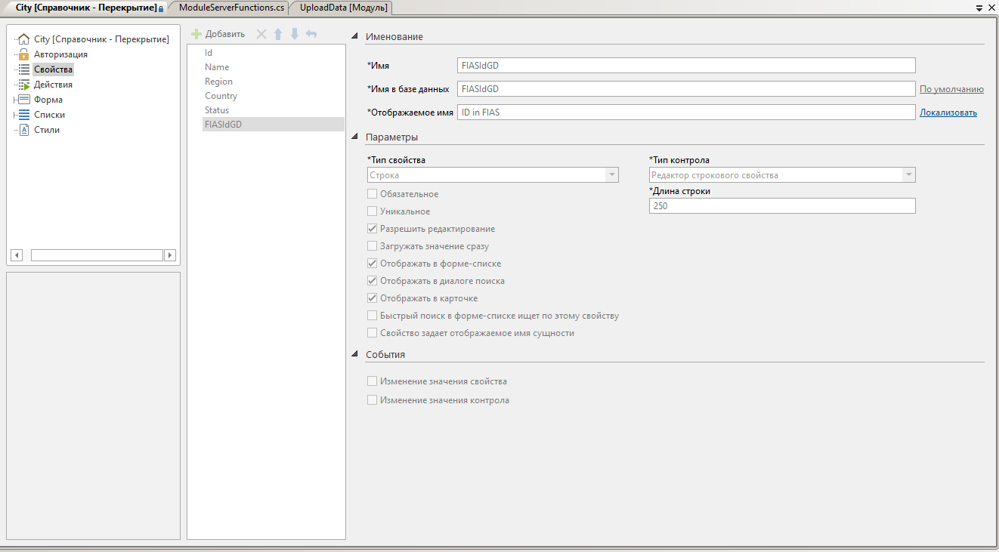 City [Справочник - Перекрытие]
ModuleServerFunctions.cs
UploadData [Модуль]
City [Справочник - Перекрытие]
Авторизация
Свойства
Действия
Форма
Списки
Стили
Добавить
Id
Name
Region
Country
Status
FIASIdGD
Именование
*Имя FIASIdGD
*Имя в базе данных FIASIdGD По умолчанию
*Отображаемое имя ID in FIAS Локализовать
Параметры
*Тип свойства *Тип контрола
Строка Редактор строкового свойства
Обязательное *Длина строки
Уникальное 250
Разрешить редактирование
Загружать значение сразу
Отображать в форме-списке
Отображать в диалоге поиска
Отображать в карточке
Быстрый поиск в форме-списке ищет по этому свойству
Свойство задает отображаемое имя сущности
События
Изменение значения свойства
Изменение значения контрола